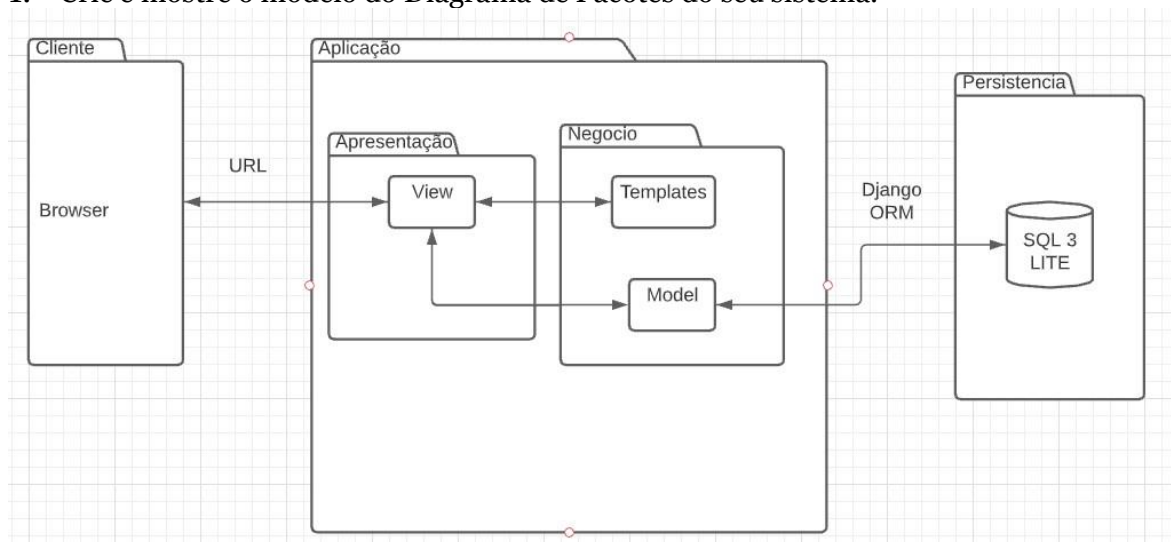 1. Crie e mostre o modelo do Diagrama de Pacotes do seu sistema.
Cliente
Browser
URL
Aplicação
Apresentação
View
Negocio
Templates
Model
Django
ORM
Persistencia
SQL 3
LITE